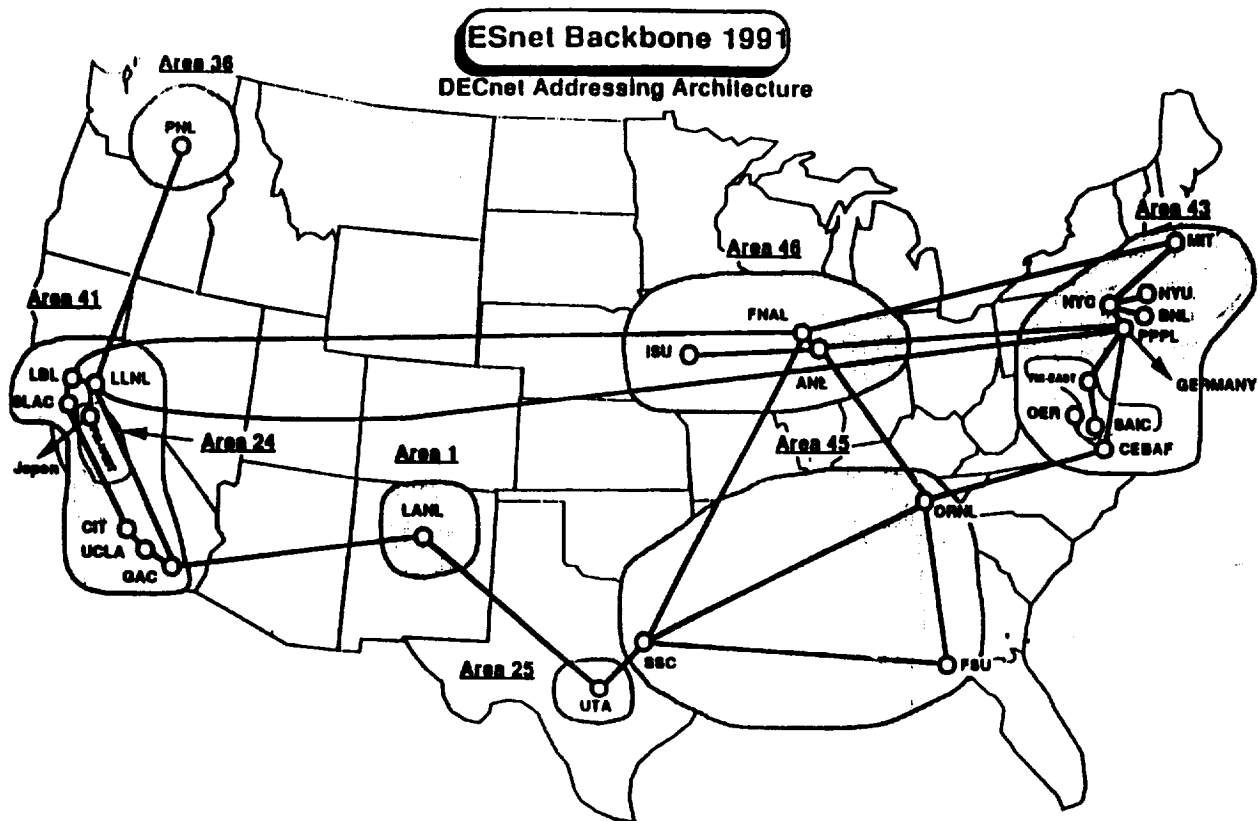 ESnet Backbone 1991
DECnet Addressing Architecture
Area 36
PNL
Area 43
MIT
Area 46
NYC
NYU
BNL
FNAL
PPPL
Area 41
ISU
ANL
GERMANY
LBL
LLNL
SLAC
OER
SAIC
CEBAF
Area 24
Area 45
Japan
Area 1
LANL
ORNL
CIT
UCLA
GAC
SSC
FSU
Area 25
UTA